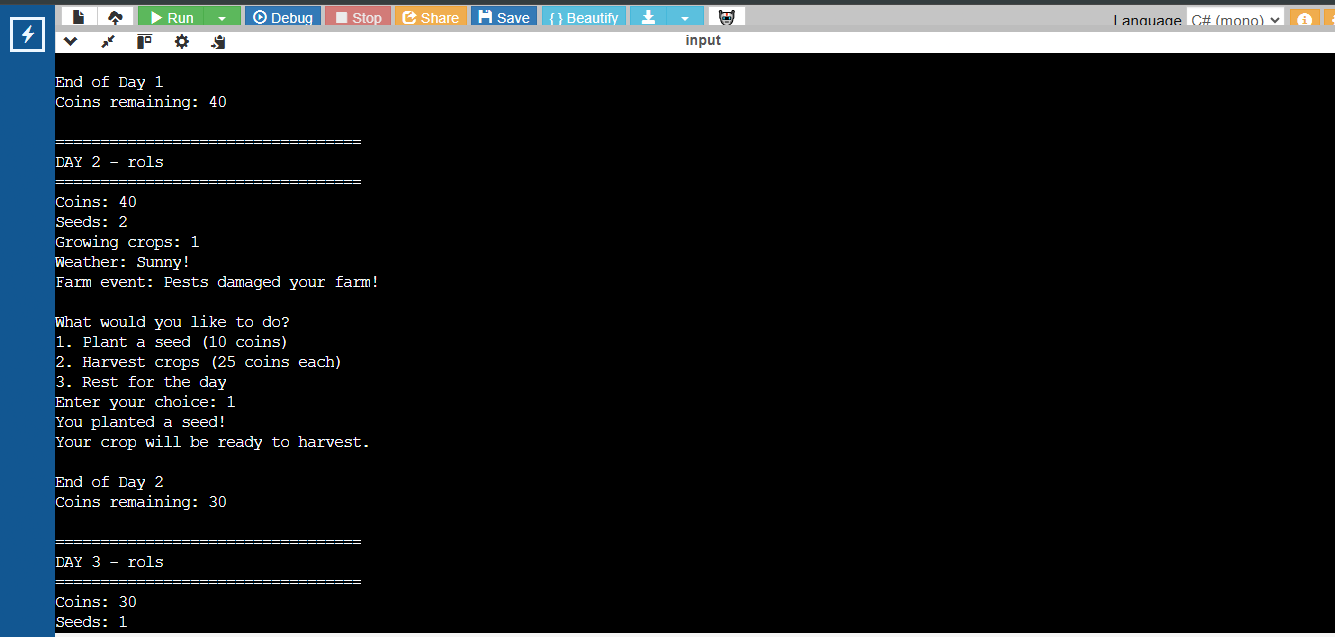 Run Debug Stop Share Save { } Beautify Language C# (mono)
input
End of Day 1
Coins remaining: 40
==================================
DAY 2 - rols
==================================
Coins: 40
Seeds: 2
Growing crops: 1
Weather: Sunny!
Farm event: Pests damaged your farm!
What would you like to do?
1. Plant a seed (10 coins)
2. Harvest crops (25 coins each)
3. Rest for the day
Enter your choice: 1
You planted a seed!
Your crop will be ready to harvest.
End of Day 2
Coins remaining: 30
==================================
DAY 3 - rols
==================================
Coins: 30
Seeds: 1